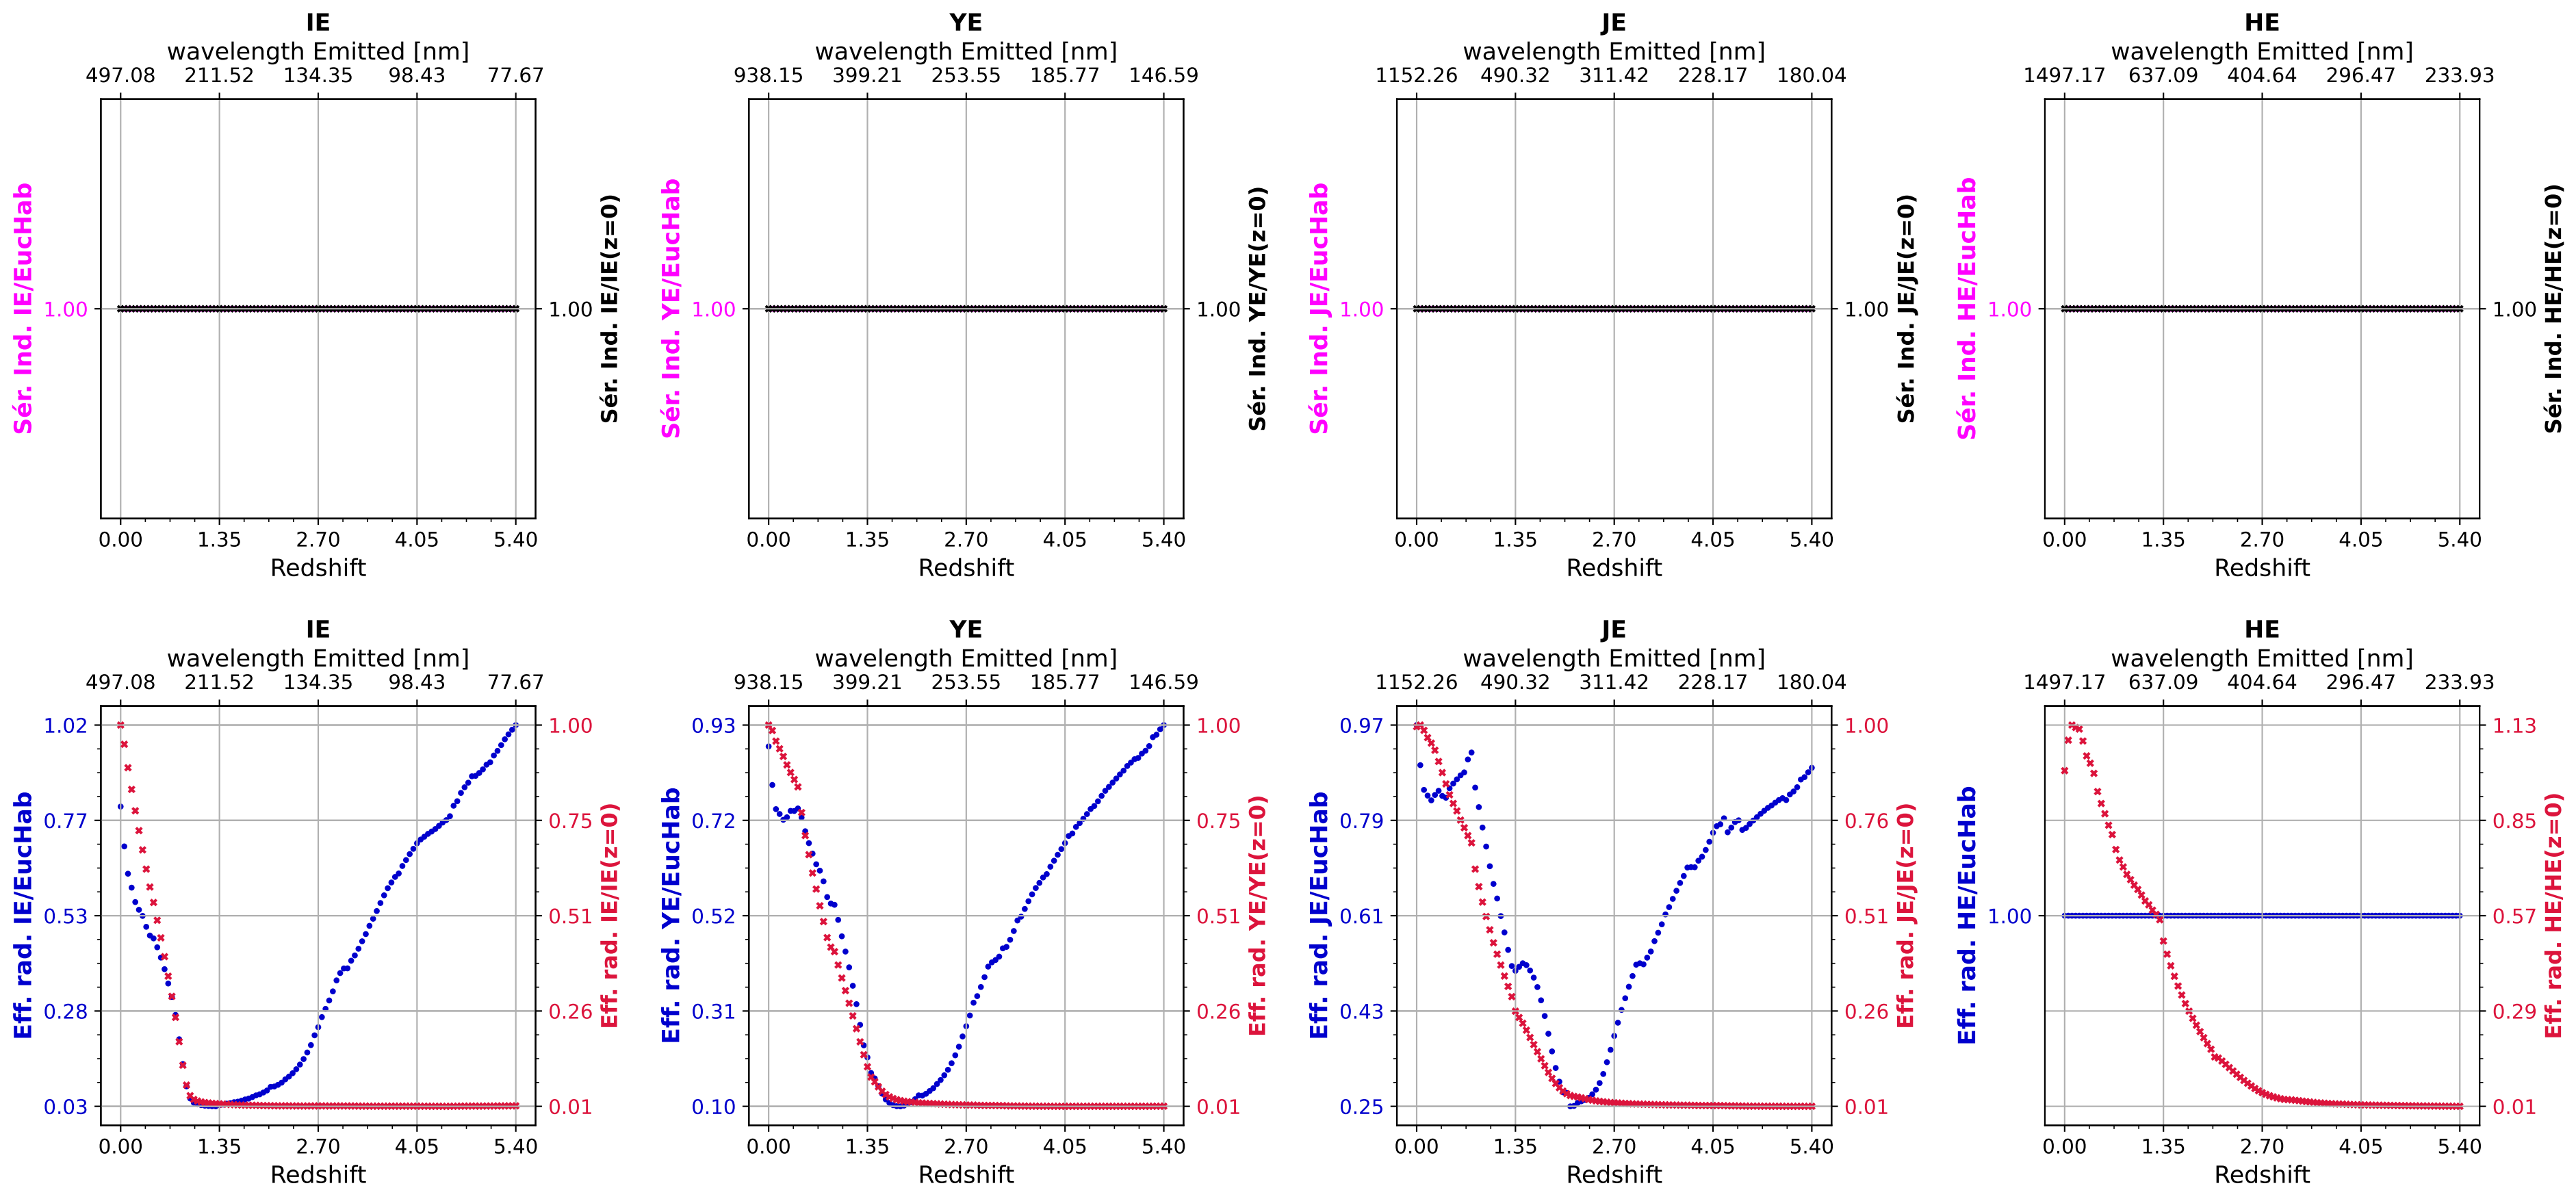 IE
wavelength Emitted [nm]
497.08 211.52 134.35 98.43 77.67
Sér. Ind. IE/EucHab
1.00
1.00
Sér. Ind. IE/IE(z=0)
0.00 1.35 2.70 4.05 5.40
Redshift
YE
wavelength Emitted [nm]
938.15 399.21 253.55 185.77 146.59
Sér. Ind. YE/EucHab
1.00
1.00
Sér. Ind. YE/YE(z=0)
0.00 1.35 2.70 4.05 5.40
Redshift
JE
wavelength Emitted [nm]
1152.26 490.32 311.42 228.17 180.04
Sér. Ind. JE/EucHab
1.00
1.00
Sér. Ind. JE/JE(z=0)
0.00 1.35 2.70 4.05 5.40
Redshift
HE
wavelength Emitted [nm]
1497.17 637.09 404.64 296.47 233.93
Sér. Ind. HE/EucHab
1.00
1.00
Sér. Ind. HE/HE(z=0)
0.00 1.35 2.70 4.05 5.40
Redshift
IE
wavelength Emitted [nm]
497.08 211.52 134.35 98.43 77.67
Eff. rad. IE/EucHab
1.02
0.77
0.53
0.28
0.03
1.00
0.75
0.51
0.26
0.01
Eff. rad. IE/IE(z=0)
0.00 1.35 2.70 4.05 5.40
Redshift
YE
wavelength Emitted [nm]
938.15 399.21 253.55 185.77 146.59
Eff. rad. YE/EucHab
0.93
0.72
0.52
0.31
0.10
1.00
0.75
0.51
0.26
0.01
Eff. rad. YE/YE(z=0)
0.00 1.35 2.70 4.05 5.40
Redshift
JE
wavelength Emitted [nm]
1152.26 490.32 311.42 228.17 180.04
Eff. rad. JE/EucHab
0.97
0.79
0.61
0.43
0.25
1.00
0.76
0.51
0.26
0.01
Eff. rad. JE/JE(z=0)
0.00 1.35 2.70 4.05 5.40
Redshift
HE
wavelength Emitted [nm]
1497.17 637.09 404.64 296.47 233.93
Eff. rad. HE/EucHab
1.00
1.13
0.85
0.57
0.29
0.01
Eff. rad. HE/HE(z=0)
0.00 1.35 2.70 4.05 5.40
Redshift